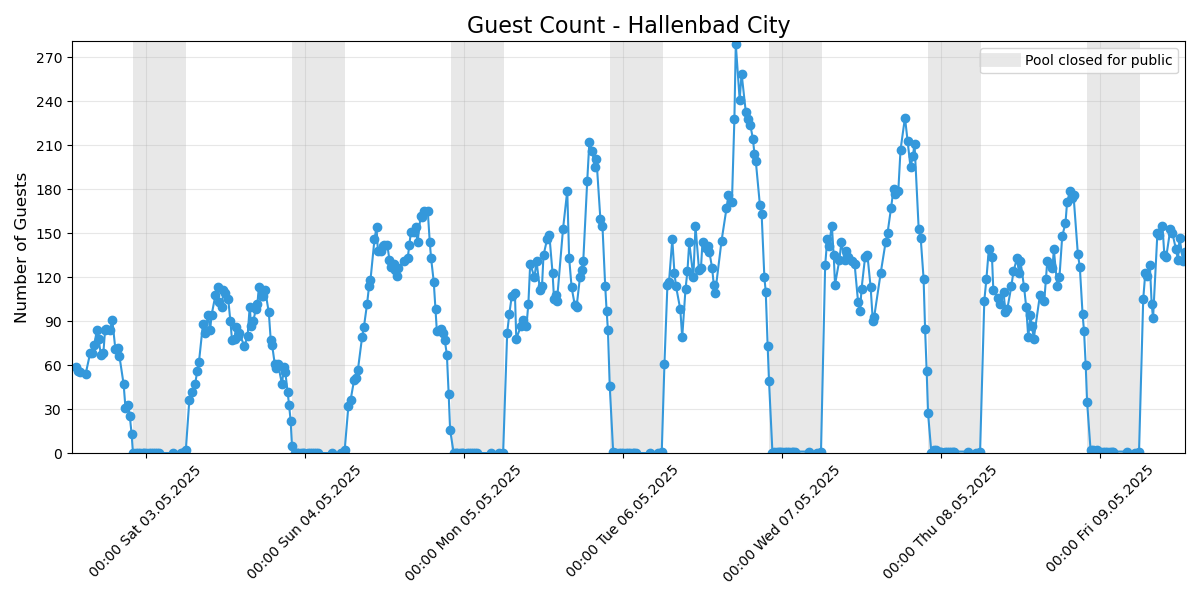 Guest Count - Hallenbad City
Pool closed for public
Number of Guests
270
240
210
180
150
120
90
60
30
0
00:00 Sat 03.05.2025
00:00 Sun 04.05.2025
00:00 Mon 05.05.2025
00:00 Tue 06.05.2025
00:00 Wed 07.05.2025
00:00 Thu 08.05.2025
00:00 Fri 09.05.2025